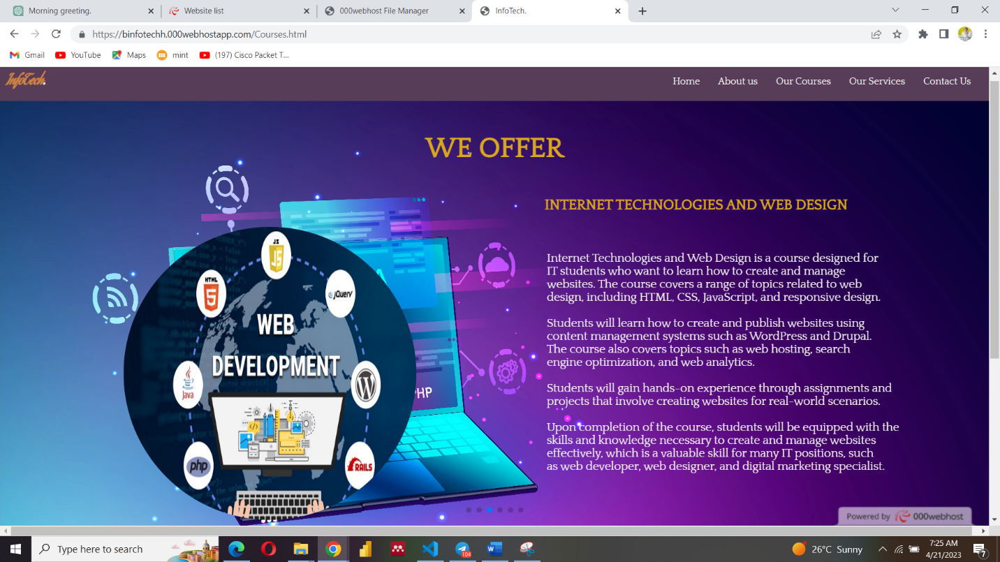 Morning greeting.
Website list
000webhost File Manager
InfoTech.
https://binfotechh.000webhostapp.com/Courses.html
Gmail
YouTube
Maps
mint
(197) Cisco Packet T...
InfoTech.
Home
About us
Our Courses
Our Services
Contact Us
WE OFFER
INTERNET TECHNOLOGIES AND WEB DESIGN
JS
JS
HTML
5
jQuery
WEB
DEVELOPMENT
Java
W
php
RAILS
PHP
Internet Technologies and Web Design is a course designed for
IT students who want to learn how to create and manage
websites. The course covers a range of topics related to web
design, including HTML, CSS, JavaScript, and responsive design.
Students will learn how to create and publish websites using
content management systems such as WordPress and Drupal.
The course also covers topics such as web hosting, search
engine optimization, and web analytics.
Students will gain hands-on experience through assignments and
projects that involve creating websites for real-world scenarios.
Upon completion of the course, students will be equipped with the
skills and knowledge necessary to create and manage websites
effectively, which is a valuable skill for many IT positions, such
as web developer, web designer, and digital marketing specialist.
Powered by 000webhost
Type here to search
104
26°C Sunny
7:25 AM
4/21/2023
7